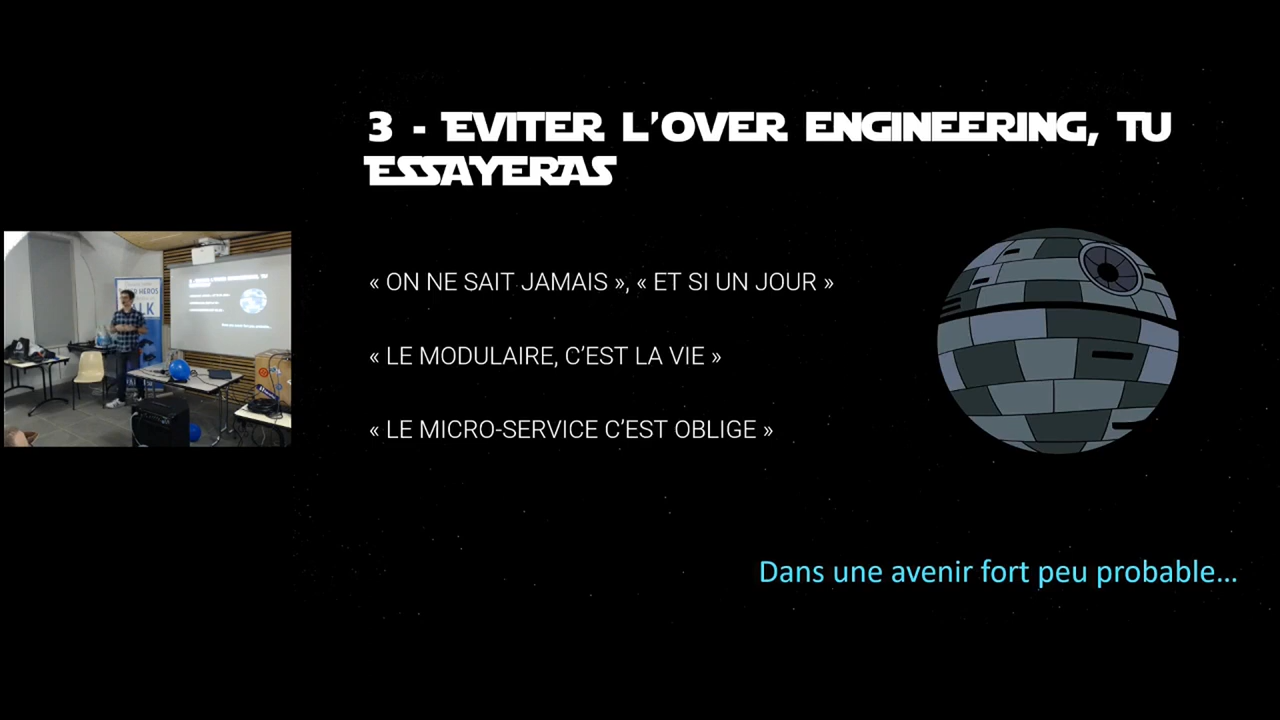 3 - EVITER L'OVER ENGINEERING, TU
ESSAYERAS
« ON NE SAIT JAMAIS », « ET SI UN JOUR »
« LE MODULAIRE, C'EST LA VIE »
« LE MICRO-SERVICE C'EST OBLIGE »
Dans une avenir fort peu probable...